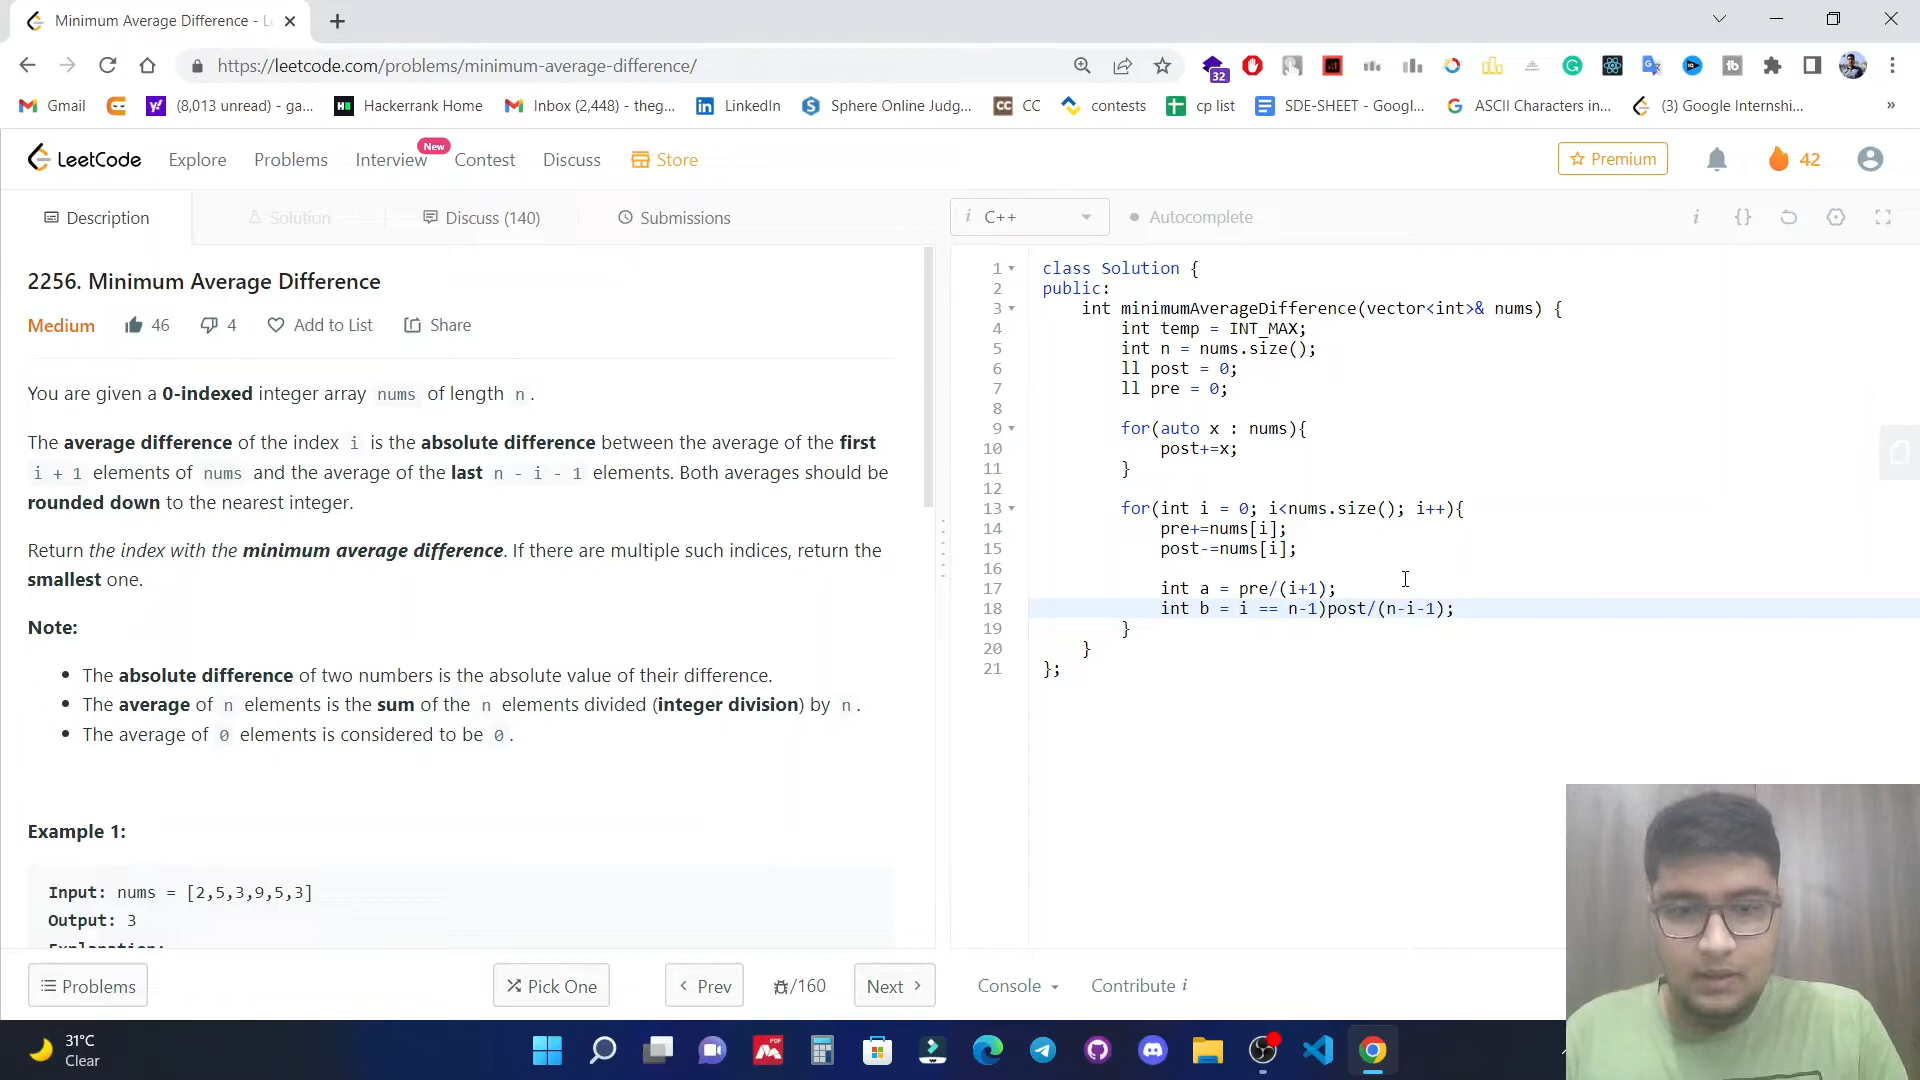 Minimum Average Difference - L
https://leetcode.com/problems/minimum-average-difference/
32
Gmail
(8,013 unread) - ga...
Hackerrank Home
Inbox (2,448) - theg...
LinkedIn
Sphere Online Judg...
CC
contests
cp list
SDE-SHEET - Googl...
ASCII Characters in...
(3) Google Internshi...
»
LeetCode
Explore
Problems
Interview
New
Contest
Discuss
Store
Premium
42
Description
Solution
Discuss (140)
Submissions
i C++
Autocomplete
2256. Minimum Average Difference
Medium
46
4
Add to List
Share
You are given a 0-indexed integer array nums of length n.
The average difference of the index i is the absolute difference between the average of the first
i + 1 elements of nums and the average of the last n - i - 1 elements. Both averages should be
rounded down to the nearest integer.
Return the index with the minimum average difference. If there are multiple such indices, return the
smallest one.
Note:
• The absolute difference of two numbers is the absolute value of their difference.
• The average of n elements is the sum of the n elements divided (integer division) by n.
• The average of 0 elements is considered to be 0.
Example 1:
Input: nums = [2,5,3,9,5,3]
Output: 3
Explanation:
1 class Solution {
2 public:
3 int minimumAverageDifference(vector<int>& nums) {
4 int temp = INT_MAX;
5 int n = nums.size();
6 ll post = 0;
7 ll pre = 0;
8
9 for(auto x : nums){
10 post+=x;
11 }
12
13 for(int i = 0; i<nums.size(); i++){
14 pre+=nums[i];
15 post-=nums[i];
16
17 int a = pre/(i+1);
18 int b = i == n-1)post/(n-i-1);
19 }
20 }
21 };
Problems
Pick One
Prev
/160
Next
Console
Contribute i
31°C
Clear